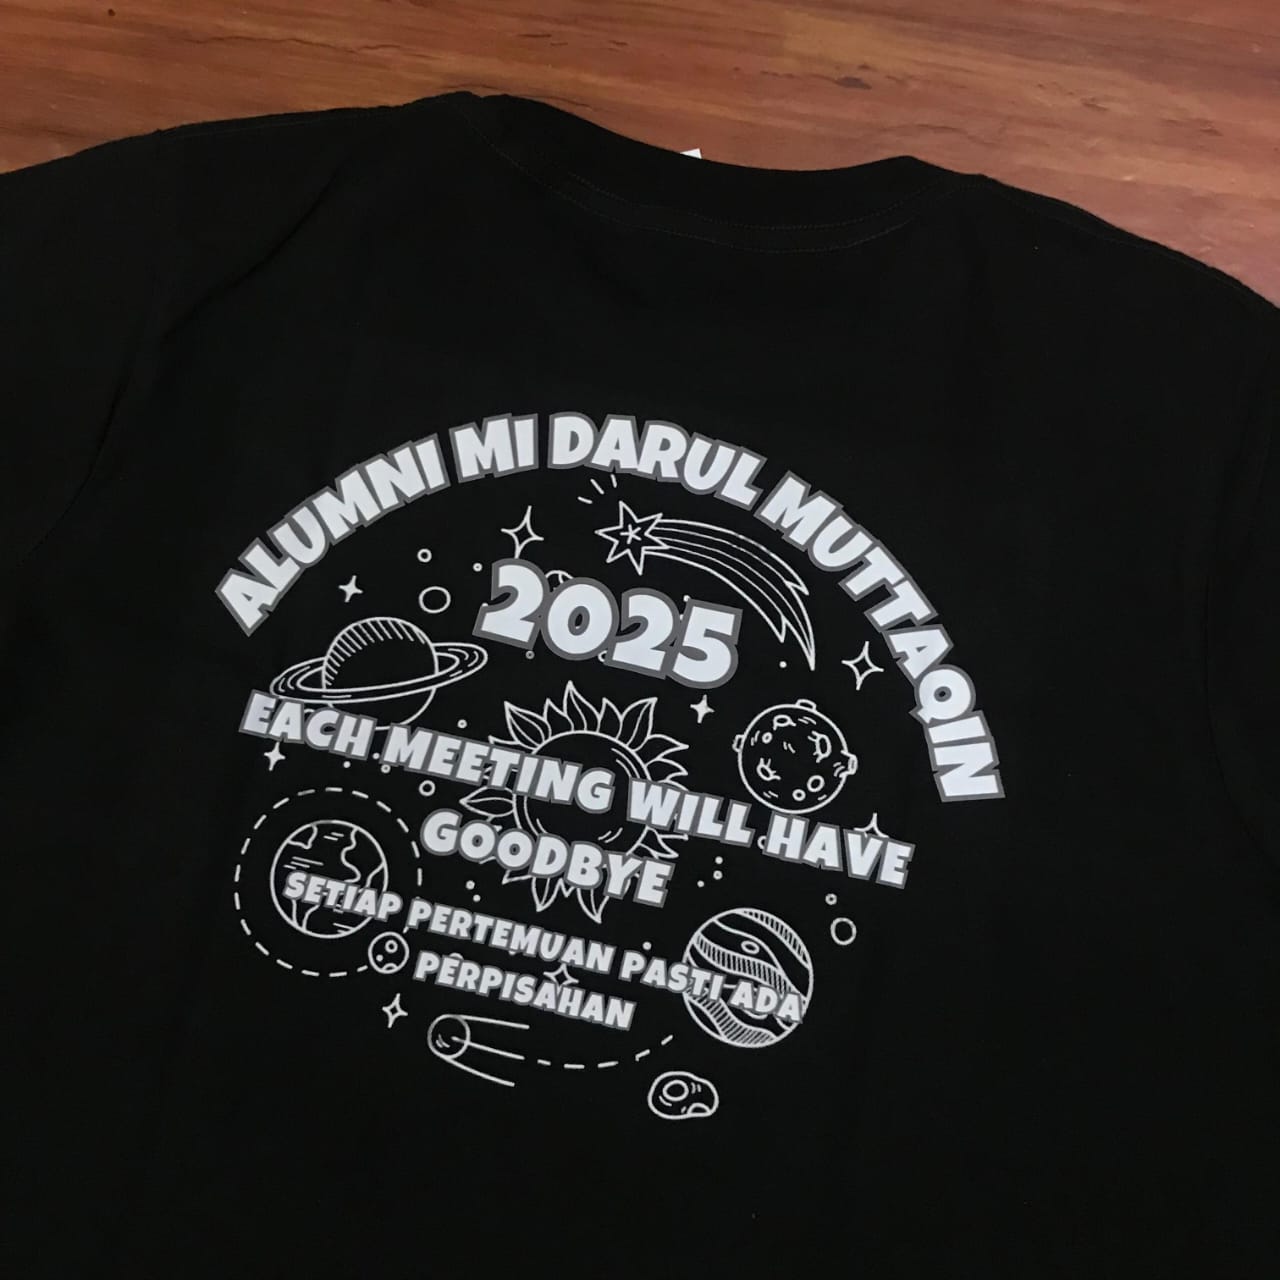 ALUMNI MI DARUL MUTTAQIN
2025
EACH MEETING WILL HAVE
GOODBYE
SETIAP PERTEMUAN PASTI ADA
PERPISAHAN